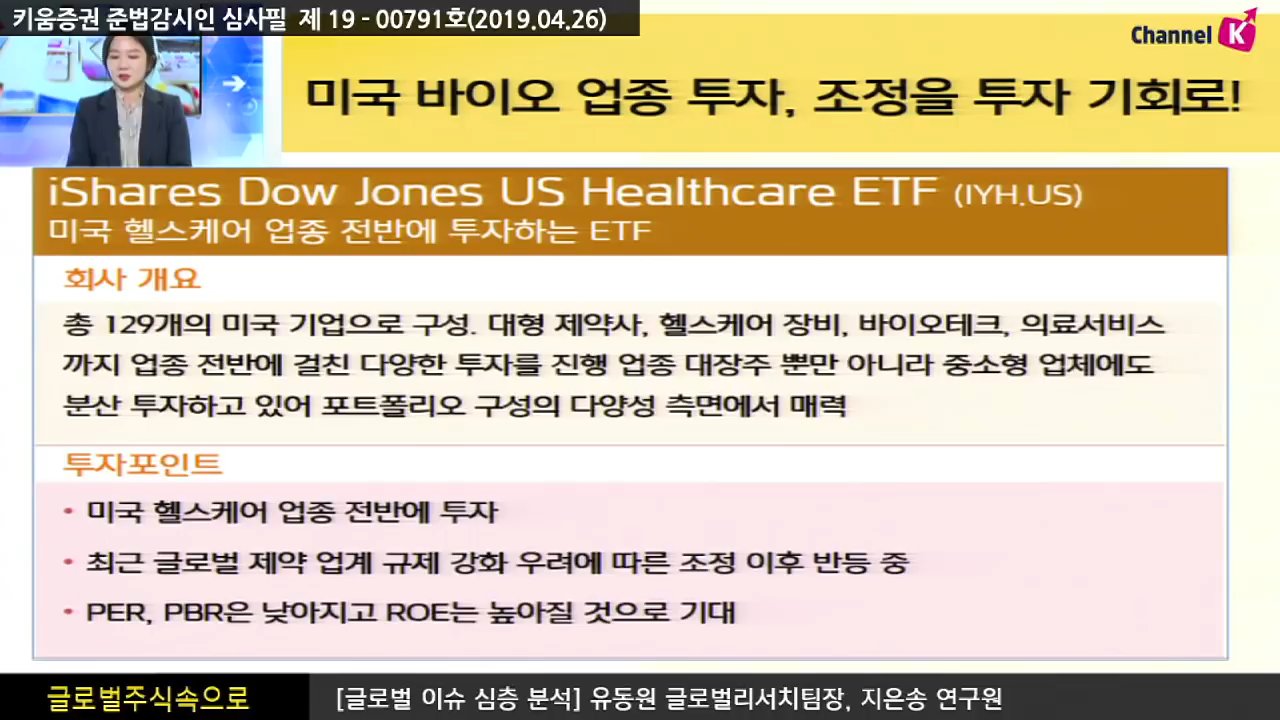 키움증권 준법감시인 심사필 제 19 - 00791호(2019.04.26)
Channel K
미국 바이오 업종 투자, 조정을 투자 기회로!
iShares Dow Jones US Healthcare ETF (IYH.US)
미국 헬스케어 업종 전반에 투자하는 ETF
회사 개요
총 129개의 미국 기업으로 구성. 대형 제약사, 헬스케어 장비, 바이오테크, 의료서비스
까지 업종 전반에 걸친 다양한 투자를 진행 업종 대장주 뿐만 아니라 중소형 업체에도
분산 투자하고 있어 포트폴리오 구성의 다양성 측면에서 매력
투자포인트
• 미국 헬스케어 업종 전반에 투자
• 최근 글로벌 제약 업계 규제 강화 우려에 따른 조정 이후 반등 중
• PER, PBR은 낮아지고 ROE는 높아질 것으로 기대
글로벌주식속으로
[글로벌 이슈 심층 분석] 유동원 글로벌리서치팀장, 지은송 연구원